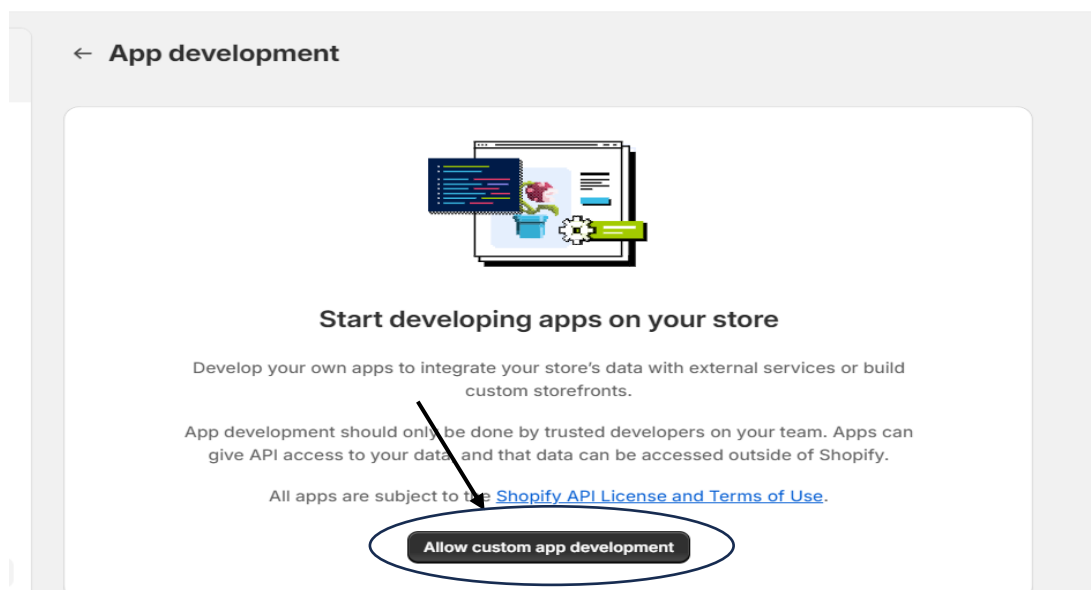 ← App development
Start developing apps on your store
Develop your own apps to integrate your store’s data with external services or build
custom storefronts.
App development should only be done by trusted developers on your team. Apps can
give API access to your data, and that data can be accessed outside of Shopify.
All apps are subject to the Shopify API License and Terms of Use.
Allow custom app development